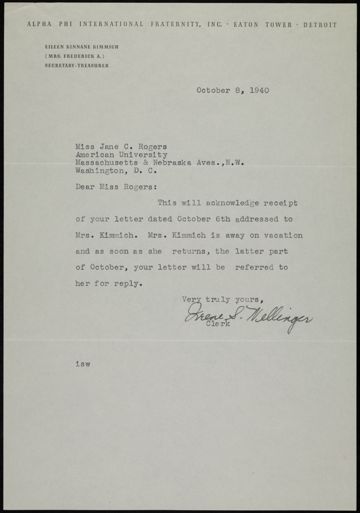 ALPHA PHI INTERNATIONAL FRATERNITY, INC. · EATON TOWER · DETROIT
EILEEN KINNANE KIMMICH
(MRS. FREDERICK A.)
SECRETARY-TREASURER
October 8, 1940
Miss Jane C. Rogers
American University
Massachusetts & Nebraska Aves.,N.W.
Washington, D. C.
Dear Miss Rogers:
This will acknowledge receipt
of your letter dated October 6th addressed to
Mrs. Kimmich. Mrs. Kimmich is away on vacation
and as soon as she returns, the latter part
of October, your letter will be referred to
her for reply.
Very truly yours,
Irene S. Wellinger
Clerk
isw